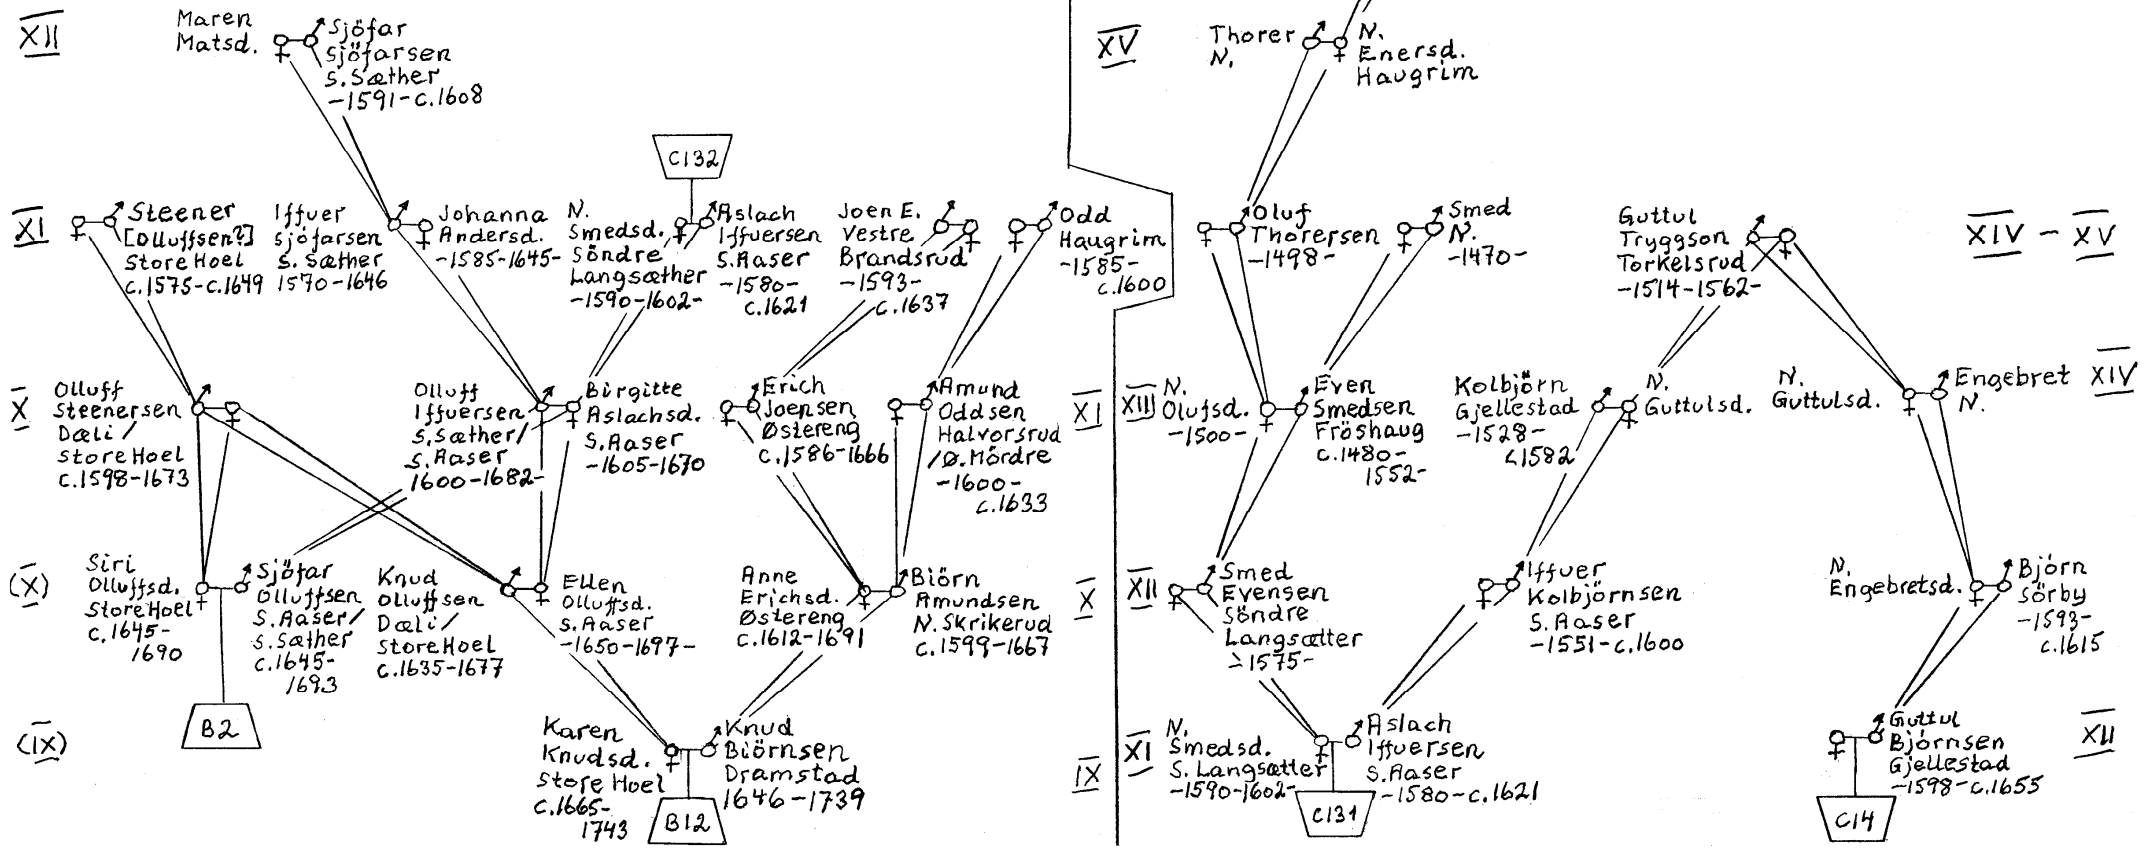 XII
Maren
Matsd.
Sjöfar
Sjöfarsen
S. Sæther
-1591-c.1608
XV
Thorer
N.
N.
Enersd.
Haugrim
C132
XI
Steener
[Olluffsen?]
Store Hoel
c.1575-c.1649
Iffuer
Sjöfarsen
S. Sæther
1570-1646
Johanna
Andersd.
-1585-1645-
N.
Smedsd.
Söndre
Langsæther
-1590-1602-
Aslach
Iffuersen
S. Aaser
-1580-
c.1621
Joen E.
Vestre
Brandsrud
-1593-
c.1637
Odd
Haugrim
-1585-
c.1600
Oluf
Thorersen
-1498-
Smed
N.
-1470-
Guttul
Tryggson
Torkelsrud
-1514-1562-
XIV - XV
X
Olluff
Steenersen
Dæli/
Store Hoel
c.1598-1673
Olluff
Iffuersen
S. Sæther/
S. Aaser
1600-1682-
Birgitte
Aslachsd.
S. Aaser
-1605-1670
Erich
Joensen
Østereng
c.1586-1666
Amund
Oddsen
Halvorsrud
/Ø. Mördre
-1600-
c.1633
XI
XIII
N.
Olufsd.
-1500-
Even
Smedsen
Fröshaug
c.1480-
1552-
Kolbjörn
Gjellestad
-1528-
<1582
N.
Guttulsd.
N.
Guttulsd.
Engebret
N.
XIV
(X)
Siri
Olluffsd.
Store Hoel
c.1645-
1690
Sjöfar
Olluffsen
S. Aaser/
S. Sæther
c.1645-
1693
Knud
Olluffsen
Dæli/
Store Hoel
c.1635-1677
Ellen
Olluffsd.
S. Aaser
-1650-1697-
Anne
Erichsd.
Østereng
c.1612-1691
Biörn
Amundsen
N. Skrikerud
c.1599-1667
X
XII
Smed
Evensen
Söndre
Langsætter
≥1575-
Iffuer
Kolbjörnsen
S. Aaser
-1551-c.1600
N.
Engebretsd.
Björn
Sörby
-1593-
c.1615
(IX)
B2
Karen
Knudsd.
Store Hoel
c.1665-
1743
Knud
Biörnsen
Dramstad
1646-1739
B12
IX
XI
N.
Smedsd.
S. Langsætter
-1590-1602-
Aslach
Iffuersen
S. Aaser
-1580-c.1621
C131
Guttul
Björnsen
Gjellestad
-1598-c.1655
C14
XII